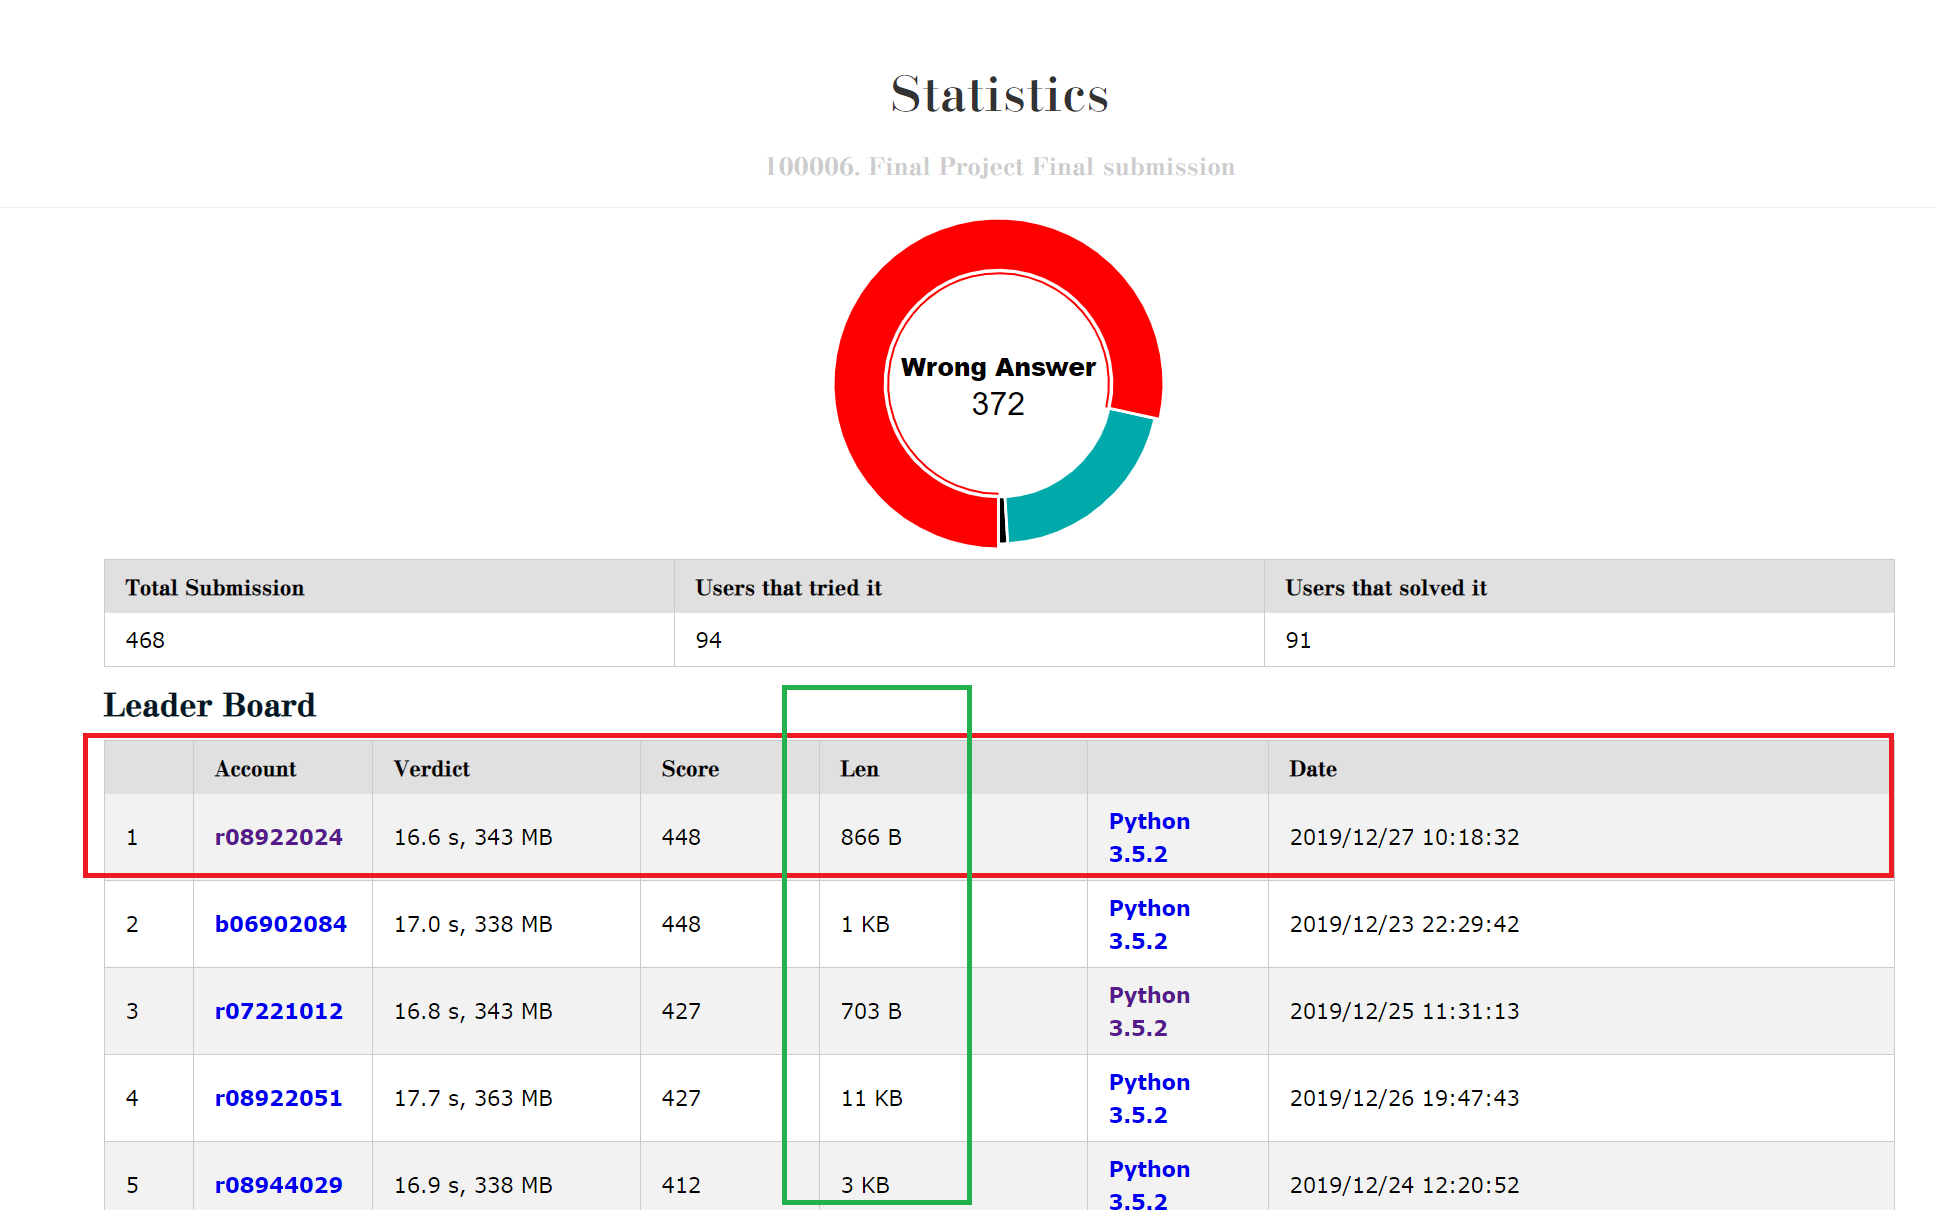 Statistics
100006. Final Project Final submission
Wrong Answer
372
Total Submission Users that tried it Users that solved it
468 94 91
Leader Board
Account Verdict Score Len Date
1 r08922024 16.6 s, 343 MB 448 866 B Python 3.5.2 2019/12/27 10:18:32
2 b06902084 17.0 s, 338 MB 448 1 KB Python 3.5.2 2019/12/23 22:29:42
3 r07221012 16.8 s, 343 MB 427 703 B Python 3.5.2 2019/12/25 11:31:13
4 r08922051 17.7 s, 363 MB 427 11 KB Python 3.5.2 2019/12/26 19:47:43
5 r08944029 16.9 s, 338 MB 412 3 KB Python 3.5.2 2019/12/24 12:20:52